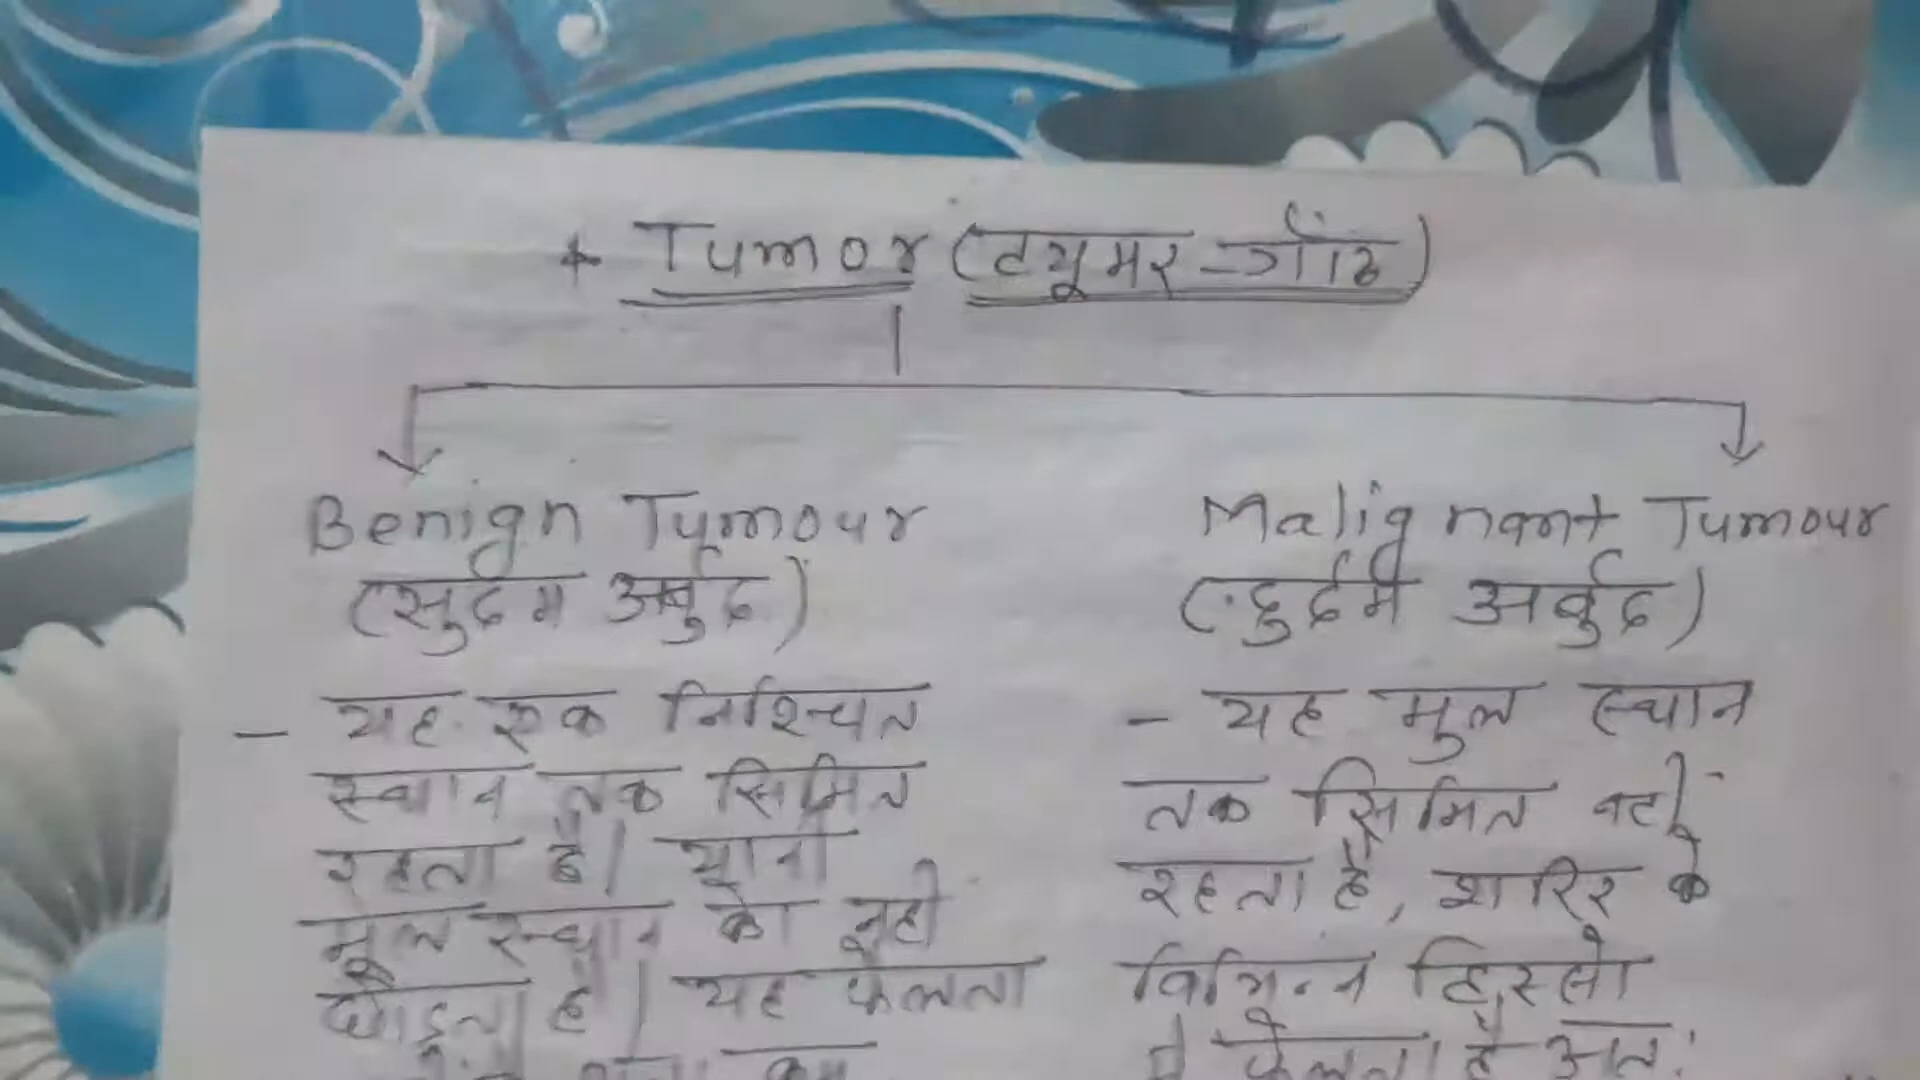 + Tumor (ट्यूमर - गाँठ)
Benign Tumour
(सुदम अर्बुद)
- यह एक निश्चित
स्थान तक सिमित
रहता है। यानी
मूल स्थान को नही
छोड़ता है। यह फैलता
Malignant Tumour
(दुर्दम अर्बुद)
- यह मुल स्थान
तक सिमित नहीं
रहता है, शरिर के
विभिन्न हिस्सो
मे फैलता है अतः